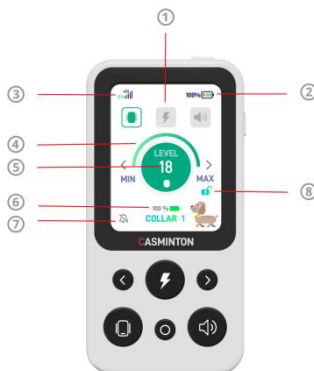 ①
③
②
100%
④
LEVEL
⑤
18
MIN
MAX
⑧
⑥
100 %
⑦
COLLAR 1
CASMINTON